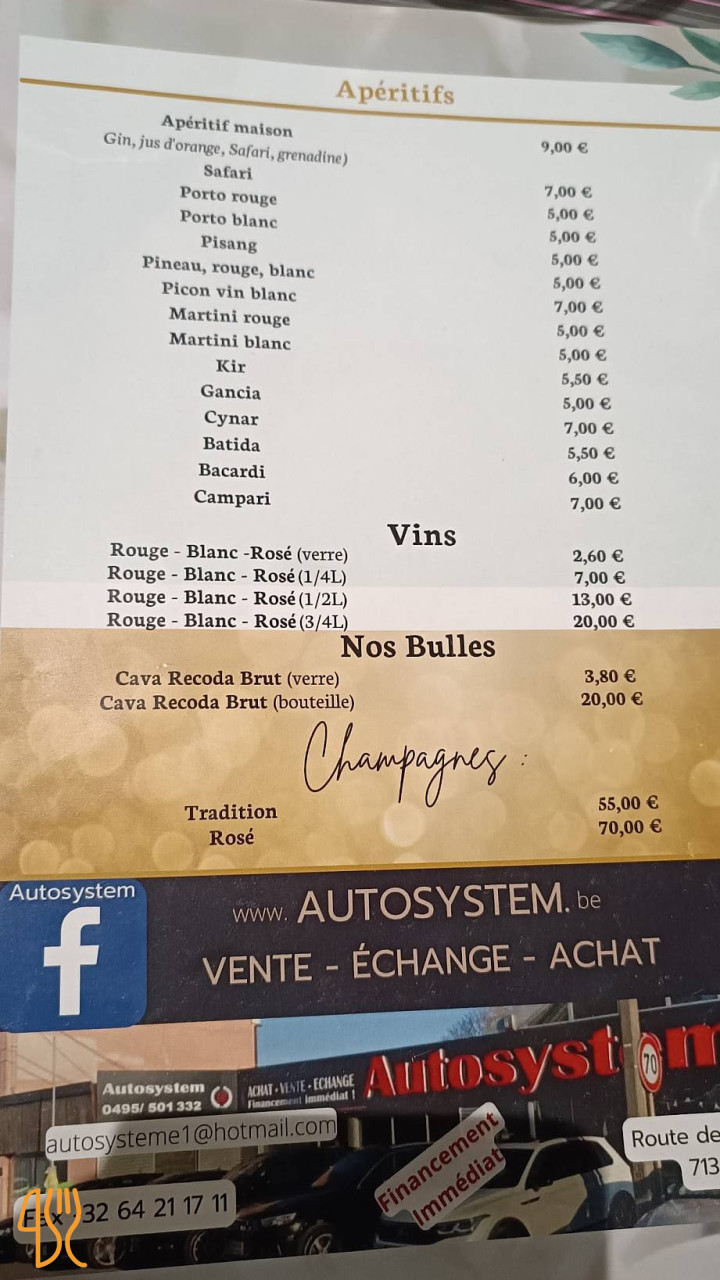 Apéritifs
Apéritif maison
Gin, jus d'orange, Safari, grenadine) 9,00 €
Safari 7,00 €
Porto rouge 5,00 €
Porto blanc 5,00 €
Pisang 5,00 €
Pineau, rouge, blanc 5,00 €
Picon vin blanc 7,00 €
Martini rouge 5,00 €
Martini blanc 5,00 €
Kir 5,50 €
Gancia 5,00 €
Cynar 7,00 €
Batida 5,50 €
Bacardi 6,00 €
Campari 7,00 €
Vins
Rouge - Blanc -Rosé (verre) 2,60 €
Rouge - Blanc - Rosé (1/4L) 7,00 €
Rouge - Blanc - Rosé (1/2L) 13,00 €
Rouge - Blanc - Rosé (3/4L) 20,00 €
Nos Bulles
Cava Recoda Brut (verre) 3,80 €
Cava Recoda Brut (bouteille) 20,00 €
Champagnes :
Tradition 55,00 €
Rosé 70,00 €
Autosystem
f
www. AUTOSYSTEM. be
VENTE - ÉCHANGE - ACHAT
Autosystem
0495/ 501 332
ACHAT - VENTE - ECHANGE
Financement Immédiat !
Autosystem
70
autosysteme1@hotmail.com
Financement
Immédiat
Route de
713
32 64 21 17 11